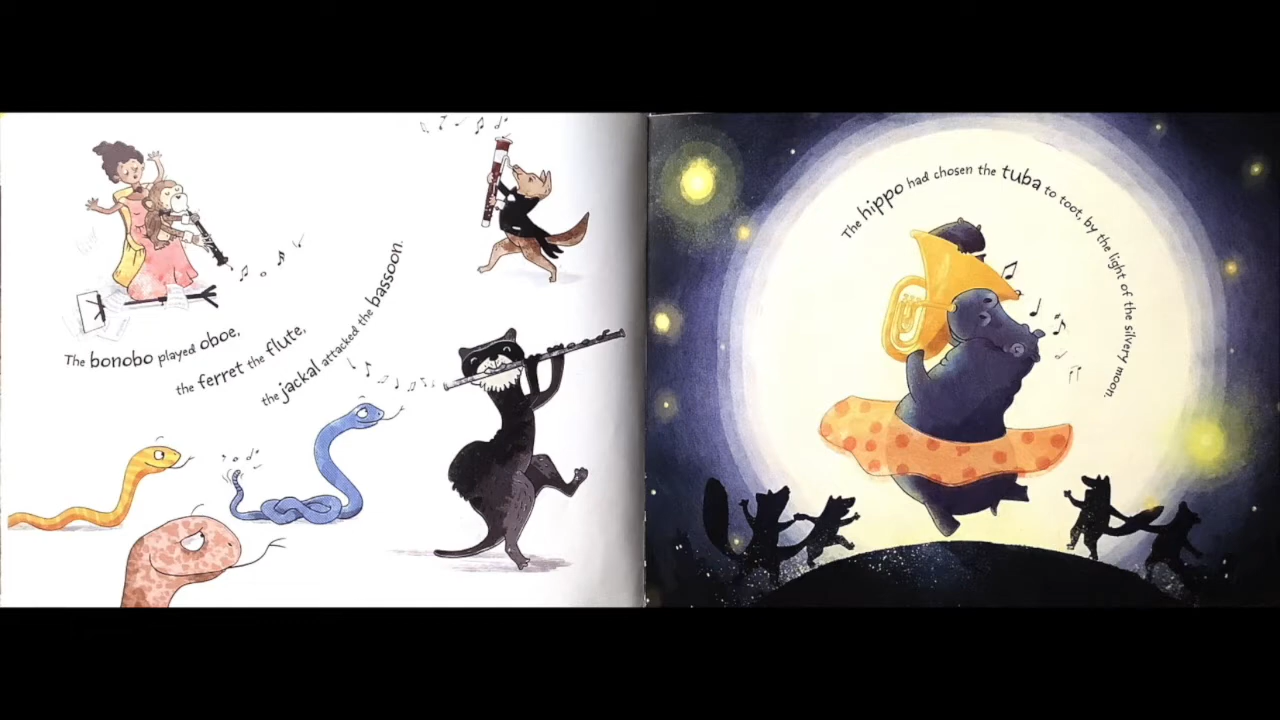 The bonobo played oboe,
the ferret the flute,
the jackal attacked the bassoon.
The hippo had chosen the tuba to toot, by the light of the silvery moon.